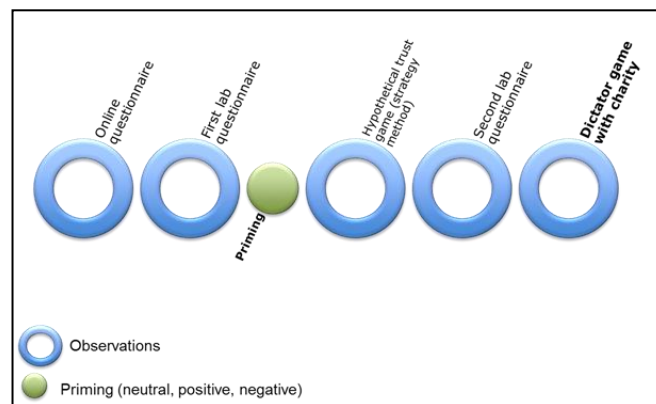 Online
questionnaire
First lab
questionnaire
Priming
Hypothetical trust
game (strategy
method)
Second lab
questionnaire
Dictator game
with charity
Observations
Priming (neutral, positive, negative)